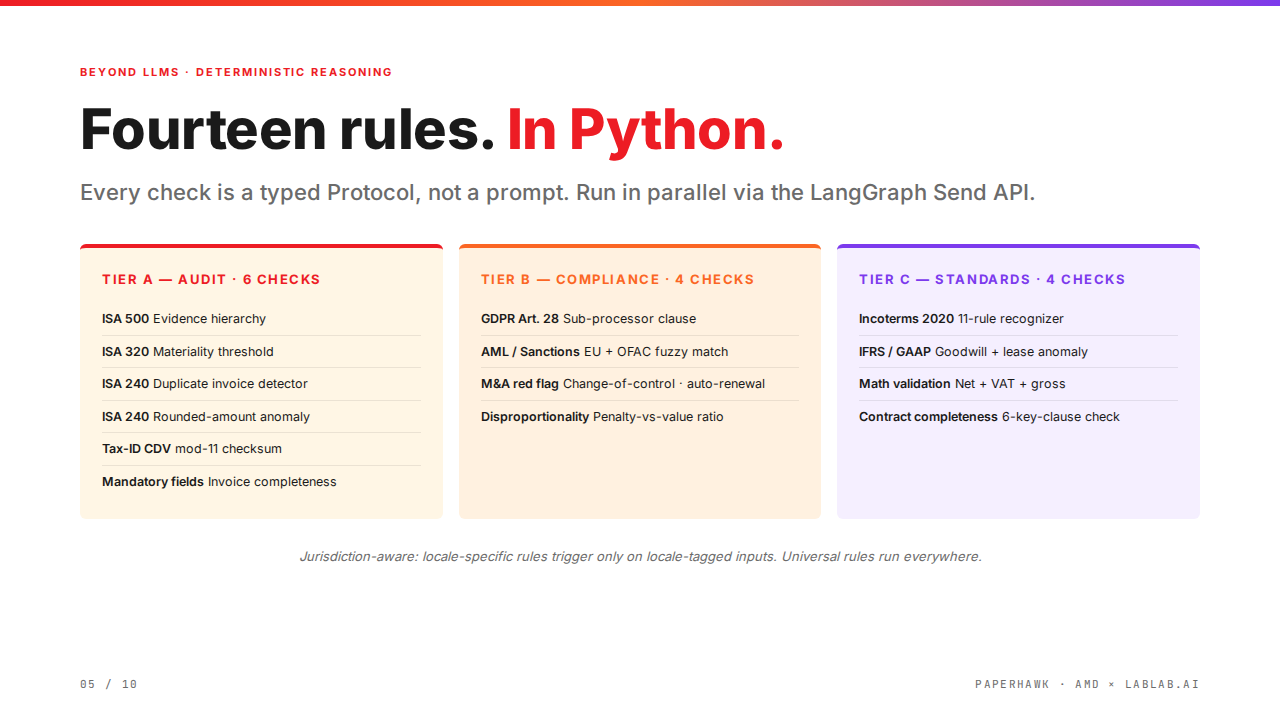 BEYOND LLMS · DETERMINISTIC REASONING
Fourteen rules. In Python.
Every check is a typed Protocol, not a prompt. Run in parallel via the LangGraph Send API.
TIER A — AUDIT · 6 CHECKS
ISA 500 Evidence hierarchy
ISA 320 Materiality threshold
ISA 240 Duplicate invoice detector
ISA 240 Rounded-amount anomaly
Tax-ID CDV mod-11 checksum
Mandatory fields Invoice completeness
TIER B — COMPLIANCE · 4 CHECKS
GDPR Art. 28 Sub-processor clause
AML / Sanctions EU + OFAC fuzzy match
M&A red flag Change-of-control · auto-renewal
Disproportionality Penalty-vs-value ratio
TIER C — STANDARDS · 4 CHECKS
Incoterms 2020 11-rule recognizer
IFRS / GAAP Goodwill + lease anomaly
Math validation Net + VAT + gross
Contract completeness 6-key-clause check
Jurisdiction-aware: locale-specific rules trigger only on locale-tagged inputs. Universal rules run everywhere.
05 / 10
PAPERHAWK · AMD × LABLAB.AI